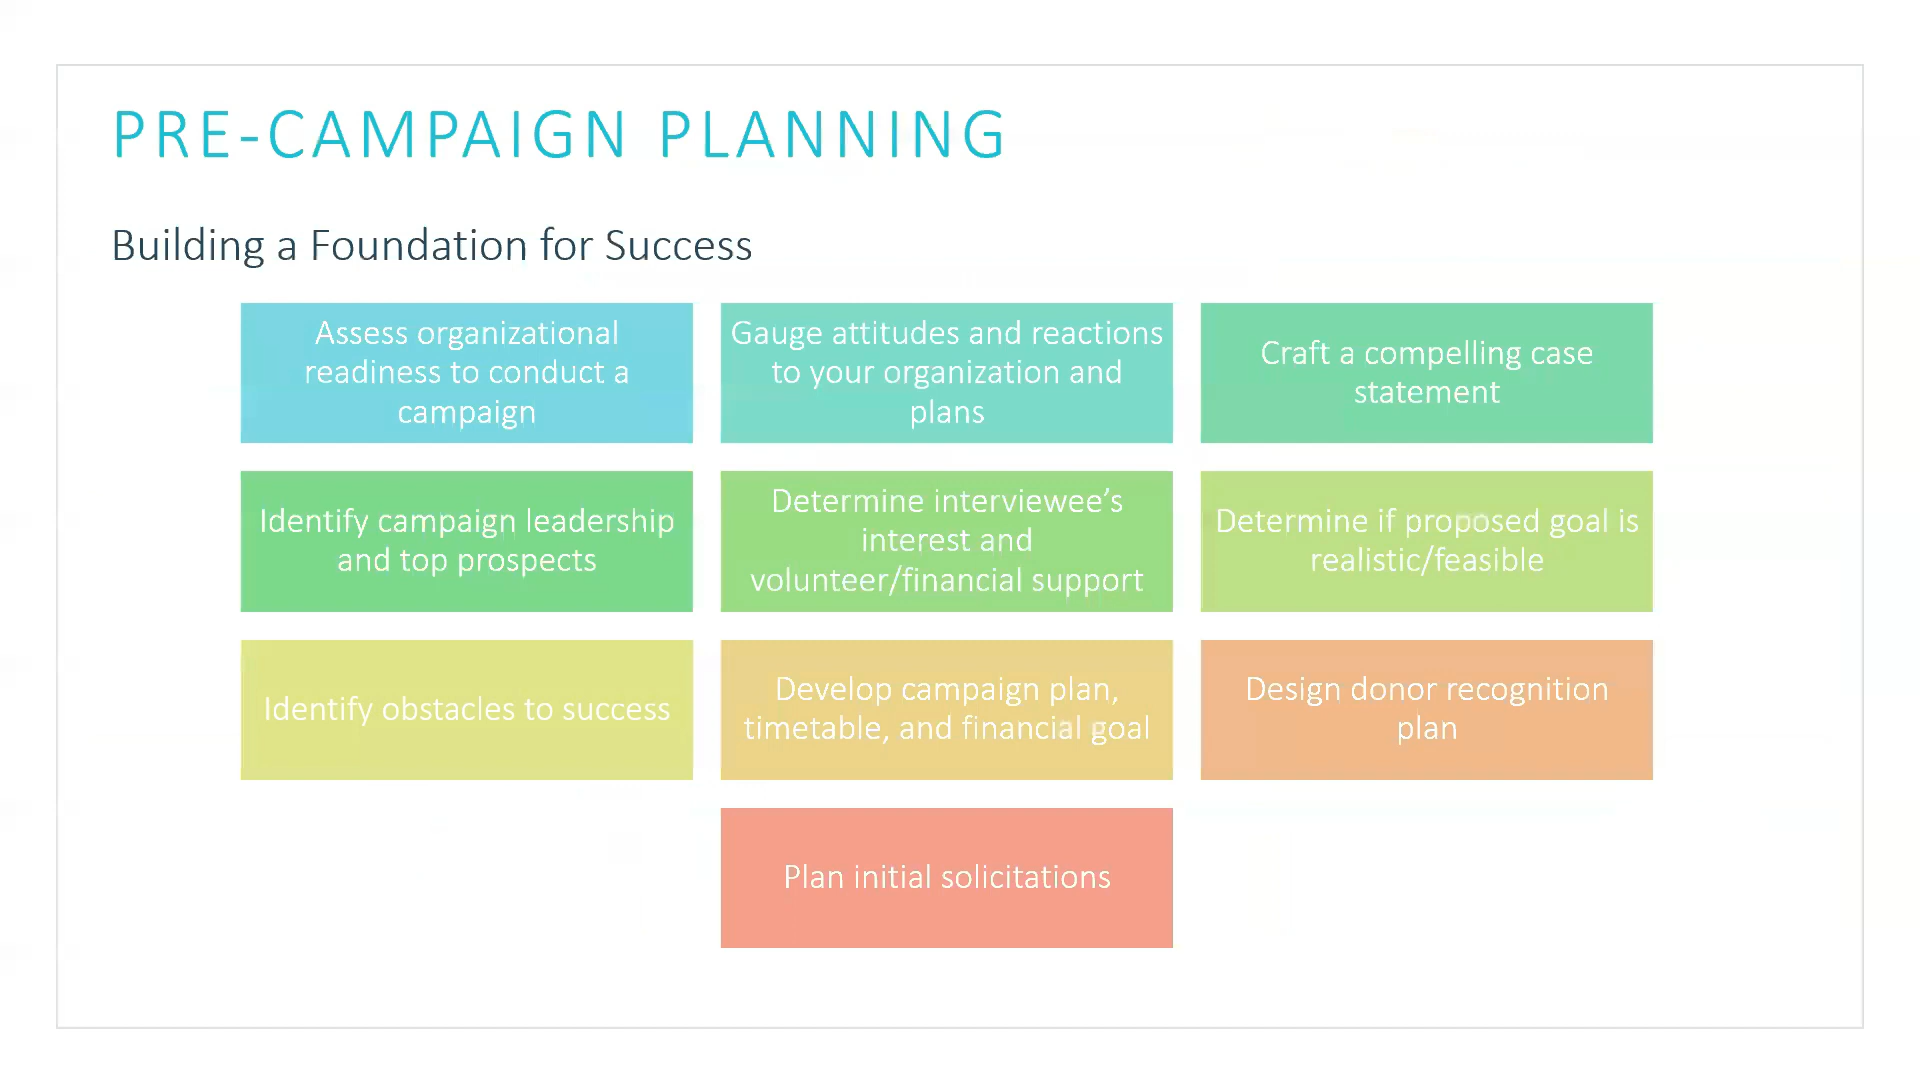 PRE-CAMPAIGN PLANNING
Building a Foundation for Success
Assess organizational
readiness to conduct a
campaign
Gauge attitudes and reactions
to your organization and
plans
Craft a compelling case
statement
Identify campaign leadership
and top prospects
Determine interviewee’s
interest and
volunteer/financial support
Determine if proposed goal is
realistic/feasible
Identify obstacles to success
Develop campaign plan,
timetable, and financial goal
Design donor recognition
plan
Plan initial solicitations